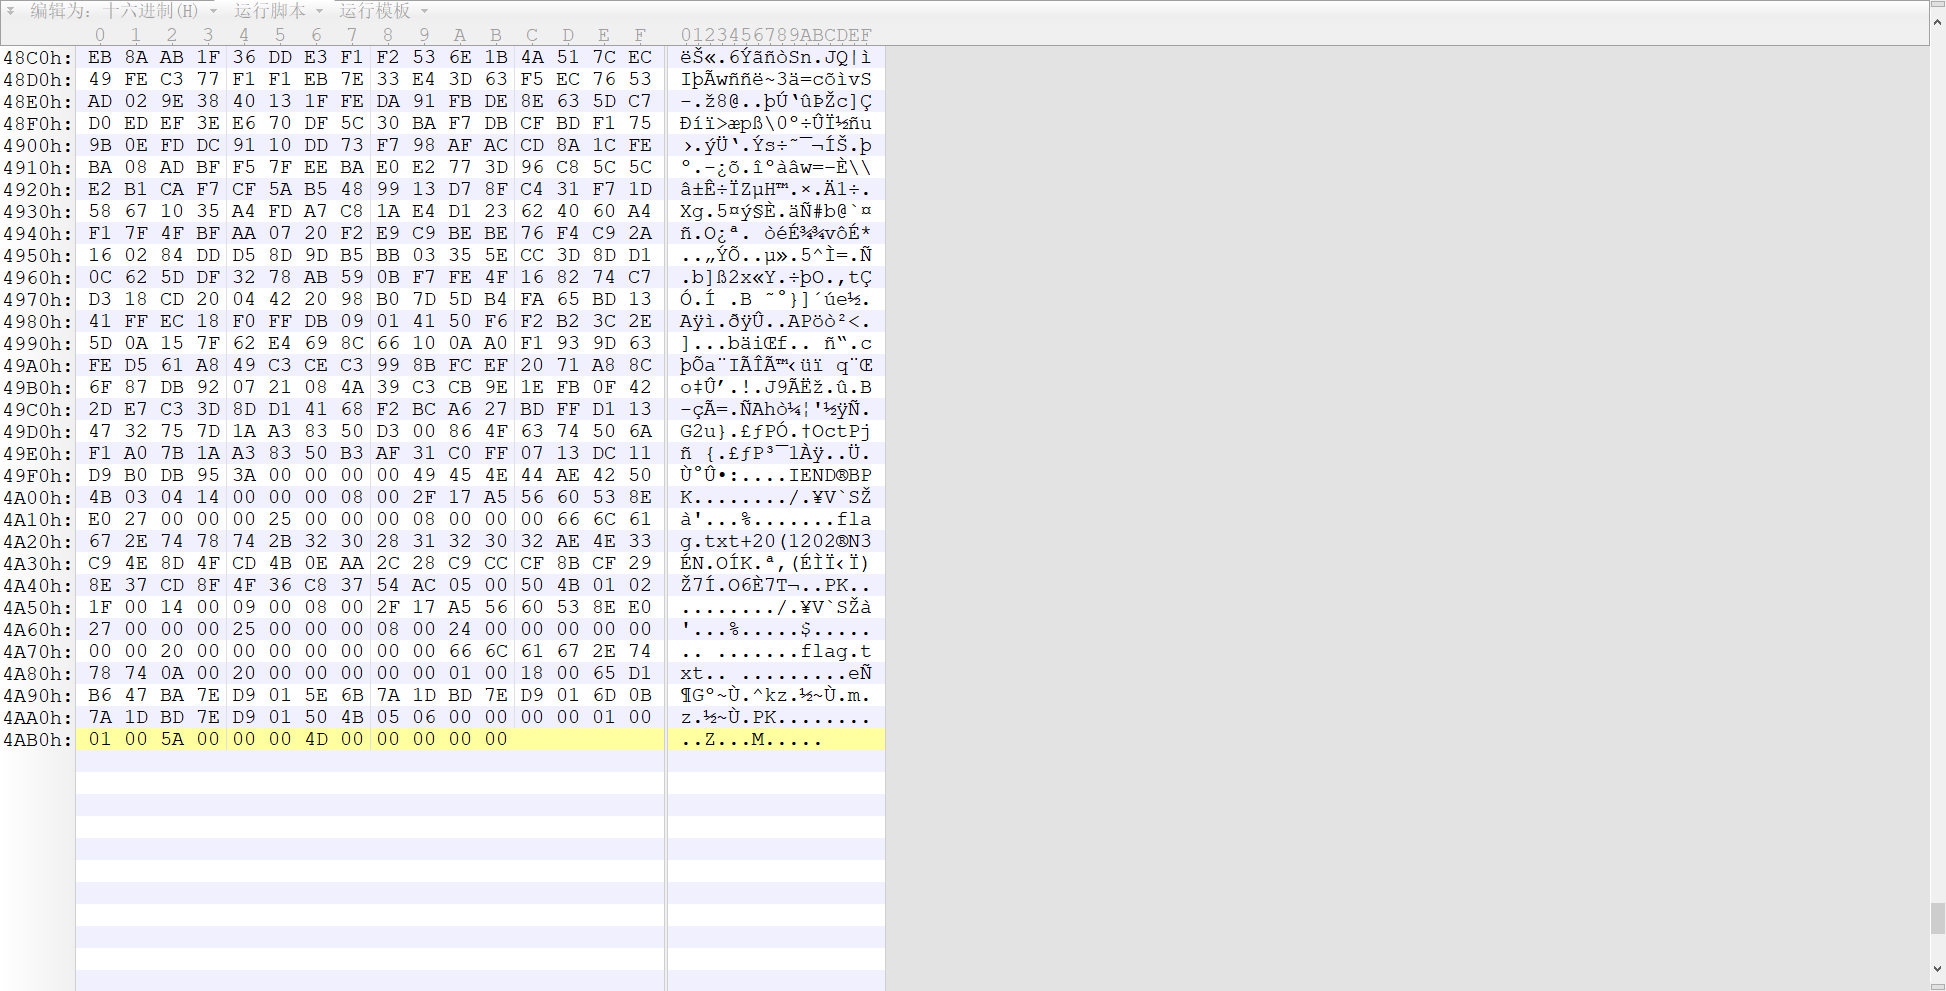 编辑为: 十六进制(H) 运行脚本 运行模板
0 1 2 3 4 5 6 7 8 9 A B C D E F 0123456789ABCDEF
48C0h: EB 8A AB 1F 36 DD E3 F1 F2 53 6E 1B 4A 51 7C EC ëŠ«.6ÝãñòSn.JQ|ì
48D0h: 49 FE C3 77 F1 F1 EB 7E 33 E4 3D 63 F5 EC 76 53 IþÃwññë~3ä=cõìvS
48E0h: AD 02 9E 38 40 13 1F FE DA 91 FB DE 8E 63 5D C7 -.ž8@..þÚ‘ûÞŽc]Ç
48F0h: D0 ED EF 3E E6 70 DF 5C 30 BA F7 DB CF BD F1 75 Ðíï>æpß\0º÷ÛÏ½ñu
4900h: 9B 0E FD DC 91 10 DD 73 F7 98 AF AC CD 8A 1C FE ›.ýÜ‘.Ýs÷˜¯¬ÍŠ.þ
4910h: BA 08 AD BF F5 7F EE BA E0 E2 77 3D 96 C8 5C 5C º.-¿õ.îºàâw=–È\\
4920h: E2 B1 CA F7 CF 5A B5 48 99 13 D7 8F C4 31 F7 1D â±Ê÷ÏZµH™.×.Ä1÷.
4930h: 58 67 10 35 A4 FD A7 C8 1A E4 D1 23 62 40 60 A4 Xg.5¤ý§È.äÑ#b@`¤
4940h: F1 7F 4F BF AA 07 20 F2 E9 C9 BE BE 76 F4 C9 2A ñ.O¿ª. òéÉ¾¾vôÉ*
4950h: 16 02 84 DD D5 8D 9D B5 BB 03 35 5E CC 3D 8D D1 ..„ÝÕ..µ».5^Ì=.Ñ
4960h: 0C 62 5D DF 32 78 AB 59 0B F7 FE 4F 16 82 74 C7 .b]ß2x«Y.÷þO.‚tÇ
4970h: D3 18 CD 20 04 42 20 98 B0 7D 5D B4 FA 65 BD 13 Ó.Í .B ˜°}]´úe½.
4980h: 41 FF EC 18 F0 FF DB 09 01 41 50 F6 F2 B2 3C 2E Aÿì.ðÿÛ..APöò²<.
4990h: 5D 0A 15 7F 62 E4 69 8C 66 10 0A A0 F1 93 9D 63 ]...bäiŒf.. ñ“.c
49A0h: FE D5 61 A8 49 C3 CE C3 99 8B FC EF 20 71 A8 8C þÕa¨IÃÎÃ™‹üï q¨Œ
49B0h: 6F 87 DB 92 07 21 08 4A 39 C3 CB 9E 1E FB 0F 42 o‡Û’.!.J9ÃËž.û.B
49C0h: 2D E7 C3 3D 8D D1 41 68 F2 BC A6 27 BD FF D1 13 -çÃ=.ÑAhò¼¦'½ÿÑ.
49D0h: 47 32 75 7D 1A A3 83 50 D3 00 86 4F 63 74 50 6A G2u}.£ƒPÓ.†OctPj
49E0h: F1 A0 7B 1A A3 83 50 B3 AF 31 C0 FF 07 13 DC 11 ñ {.£ƒP³¯1Àÿ..Ü.
49F0h: D9 B0 DB 95 3A 00 00 00 00 49 45 4E 44 AE 42 50 Ù°Û•:....IEND®BP
4A00h: 4B 03 04 14 00 00 00 08 00 2F 17 A5 56 60 53 8E K......../.¥V`SŽ
4A10h: E0 27 00 00 00 25 00 00 00 08 00 00 00 66 6C 61 à'...%.......fla
4A20h: 67 2E 74 78 74 2B 32 30 28 31 32 30 32 AE 4E 33 g.txt+20(1202®N3
4A30h: C9 4E 8D 4F CD 4B 0E AA 2C 28 C9 CC CF 8B CF 29 ÉN.OÍK.ª,(ÉÌÏ‹Ï)
4A40h: 8E 37 CD 8F 4F 36 C8 37 54 AC 05 00 50 4B 01 02 Ž7Í.O6È7T¬..PK..
4A50h: 1F 00 14 00 09 00 08 00 2F 17 A5 56 60 53 8E E0 ......../.¥V`SŽà
4A60h: 27 00 00 00 25 00 00 00 08 00 24 00 00 00 00 00 '...%.....$.....
4A70h: 00 00 20 00 00 00 00 00 00 00 66 6C 61 67 2E 74 .. .......flag.t
4A80h: 78 74 0A 00 20 00 00 00 00 00 01 00 18 00 65 D1 xt.. .........eÑ
4A90h: B6 47 BA 7E D9 01 5E 6B 7A 1D BD 7E D9 01 6D 0B ¶Gº~Ù.^kz.½~Ù.m.
4AA0h: 7A 1D BD 7E D9 01 50 4B 05 06 00 00 00 00 01 00 z.½~Ù.PK........
4AB0h: 01 00 5A 00 00 00 4D 00 00 00 00 00 ..Z...M.....